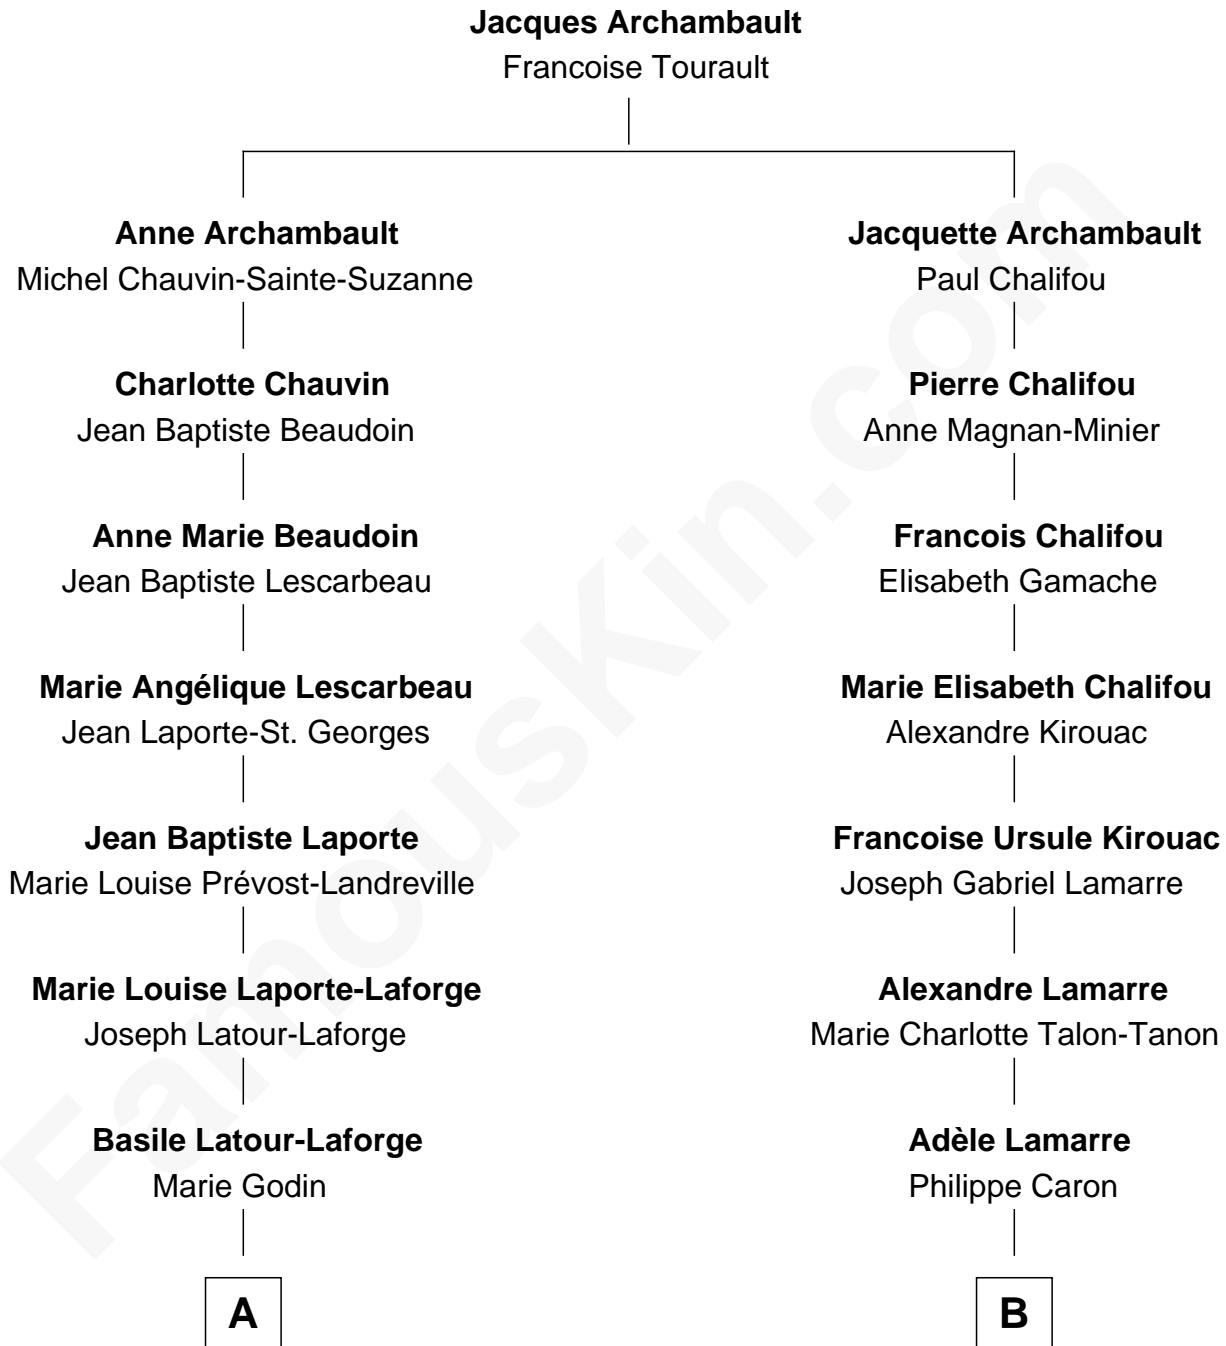 Jacques Archambault
Francoise Tourault
Anne Archambault
Michel Chauvin-Sainte-Suzanne
Jacquette Archambault
Paul Chalifou
Charlotte Chauvin
Jean Baptiste Beaudoin
Pierre Chalifou
Anne Magnan-Minier
Anne Marie Beaudoin
Jean Baptiste Lescarbeau
Francois Chalifou
Elisabeth Gamache
Marie Angélique Lescarbeau
Jean Laporte-St. Georges
Marie Elisabeth Chalifou
Alexandre Kirouac
Jean Baptiste Laporte
Marie Louise Prévost-Landreville
Francoise Ursule Kirouac
Joseph Gabriel Lamarre
Marie Louise Laporte-Laforge
Joseph Latour-Laforge
Alexandre Lamarre
Marie Charlotte Talon-Tanon
Basile Latour-Laforge
Marie Godin
Adèle Lamarre
Philippe Caron
A
B
FamousKin.com